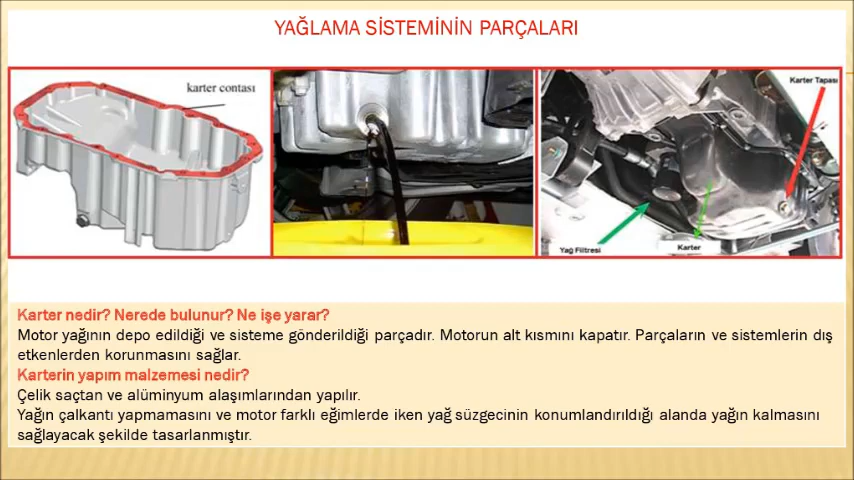 YAĞLAMA SİSTEMİNİN PARÇALARI
karter contası
Karter Tapası
Yağ Filtresi
Karter
Karter nedir? Nerede bulunur? Ne işe yarar?
Motor yağının depo edildiği ve sisteme gönderildiği parçadır. Motorun alt kısmını kapatır. Parçaların ve sistemlerin dış
etkenlerden korunmasını sağlar.
Karterin yapım malzemesi nedir?
Çelik saçtan ve alüminyum alaşımlarından yapılır.
Yağın çalkantı yapmamasını ve motor farklı eğimlerde iken yağ süzgecinin konumlandırıldığı alanda yağın kalmasını
sağlayacak şekilde tasarlanmıştır.